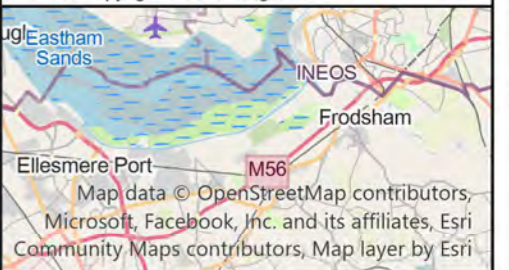 Eastham
Sands
INEOS
Frodsham
Ellesmere Port
M56
Map data © OpenStreetMap contributors,
Microsoft, Facebook, Inc. and its affiliates, Esri
Community Maps contributors, Map layer by Esri